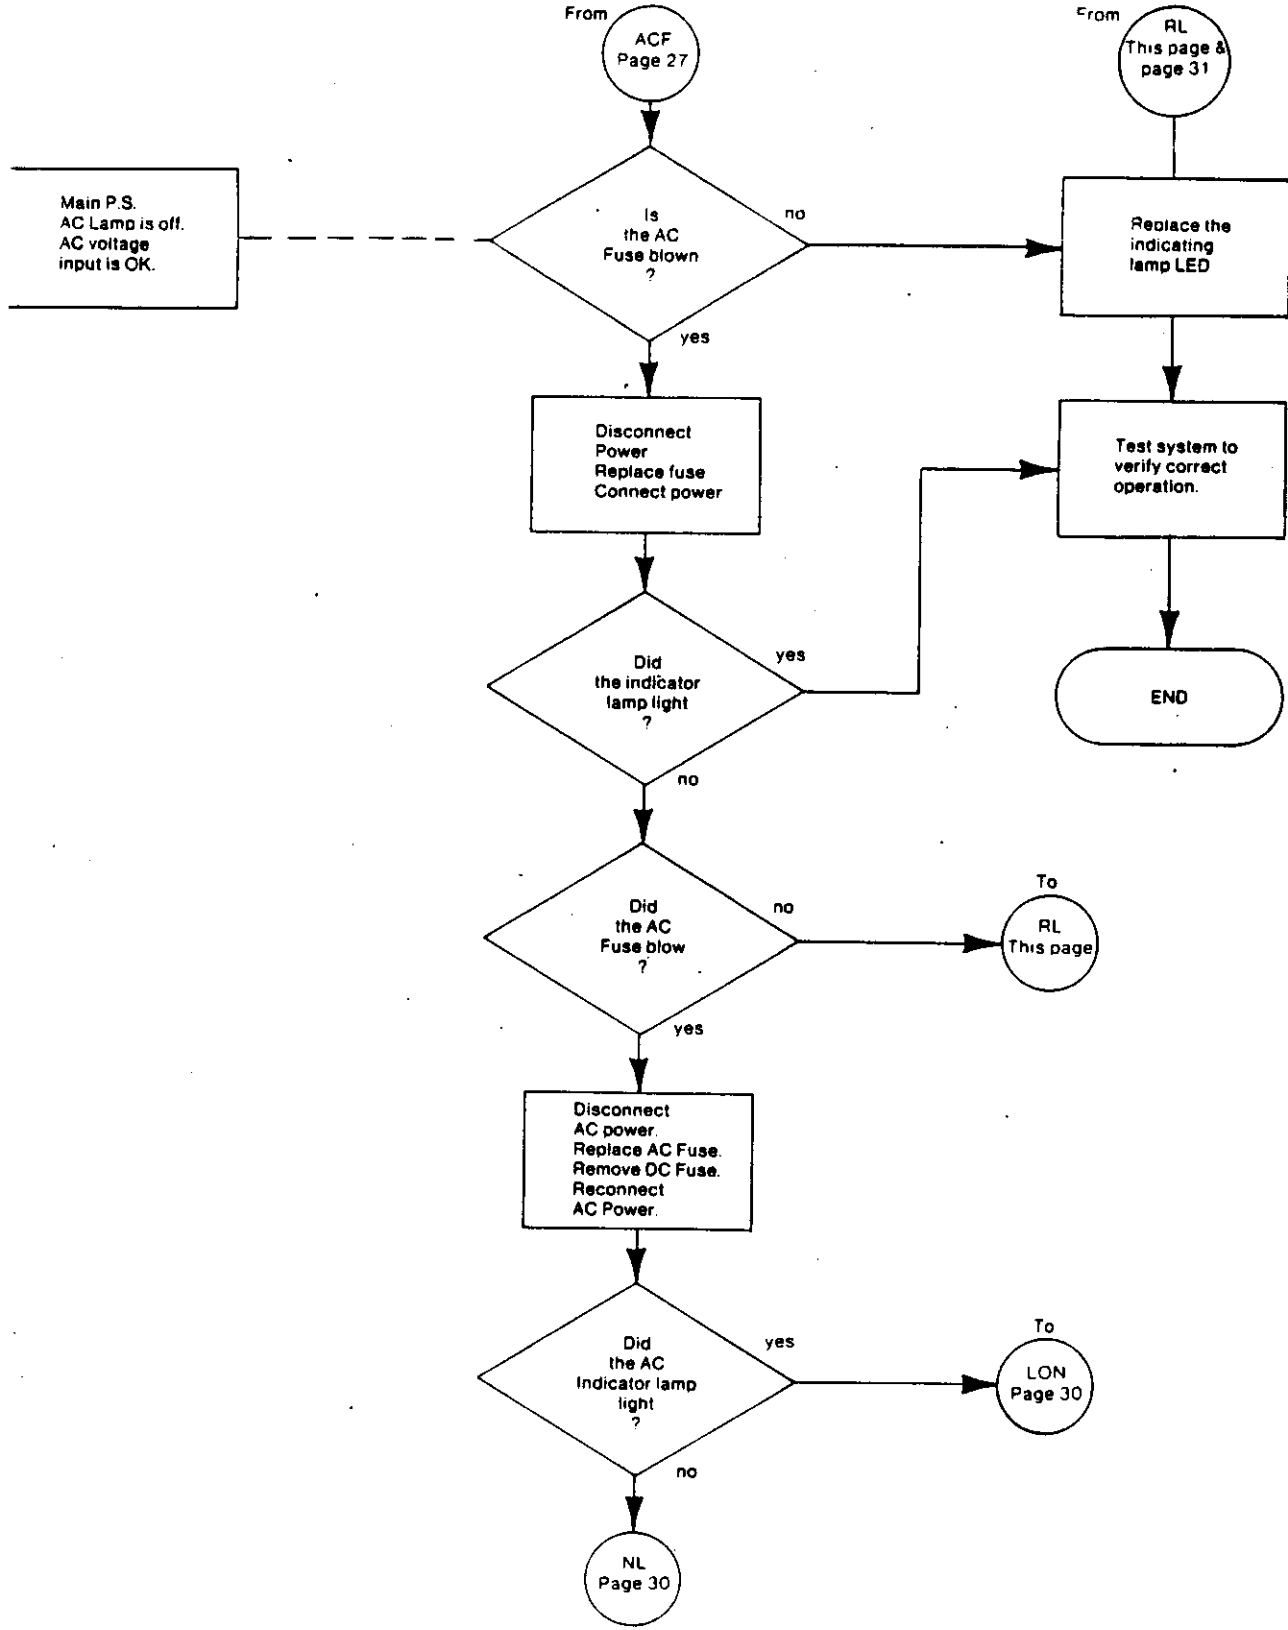 From
ACF
Page 27
From
RL
This page &
page 31
Main P.S.
AC Lamp is off.
AC voltage
input is OK.
Is
the AC
Fuse blown
?
no
Replace the
indicating
lamp LED
yes
Disconnect
Power
Replace fuse
Connect power
Test system to
verify correct
operation.
Did
the indicator
lamp light
?
yes
END
no
Did
the AC
Fuse blow
?
no
To
RL
This page
yes
Disconnect
AC power.
Replace AC Fuse.
Remove DC Fuse.
Reconnect
AC Power.
Did
the AC
Indicator lamp
light
?
yes
To
LON
Page 30
no
NL
Page 30